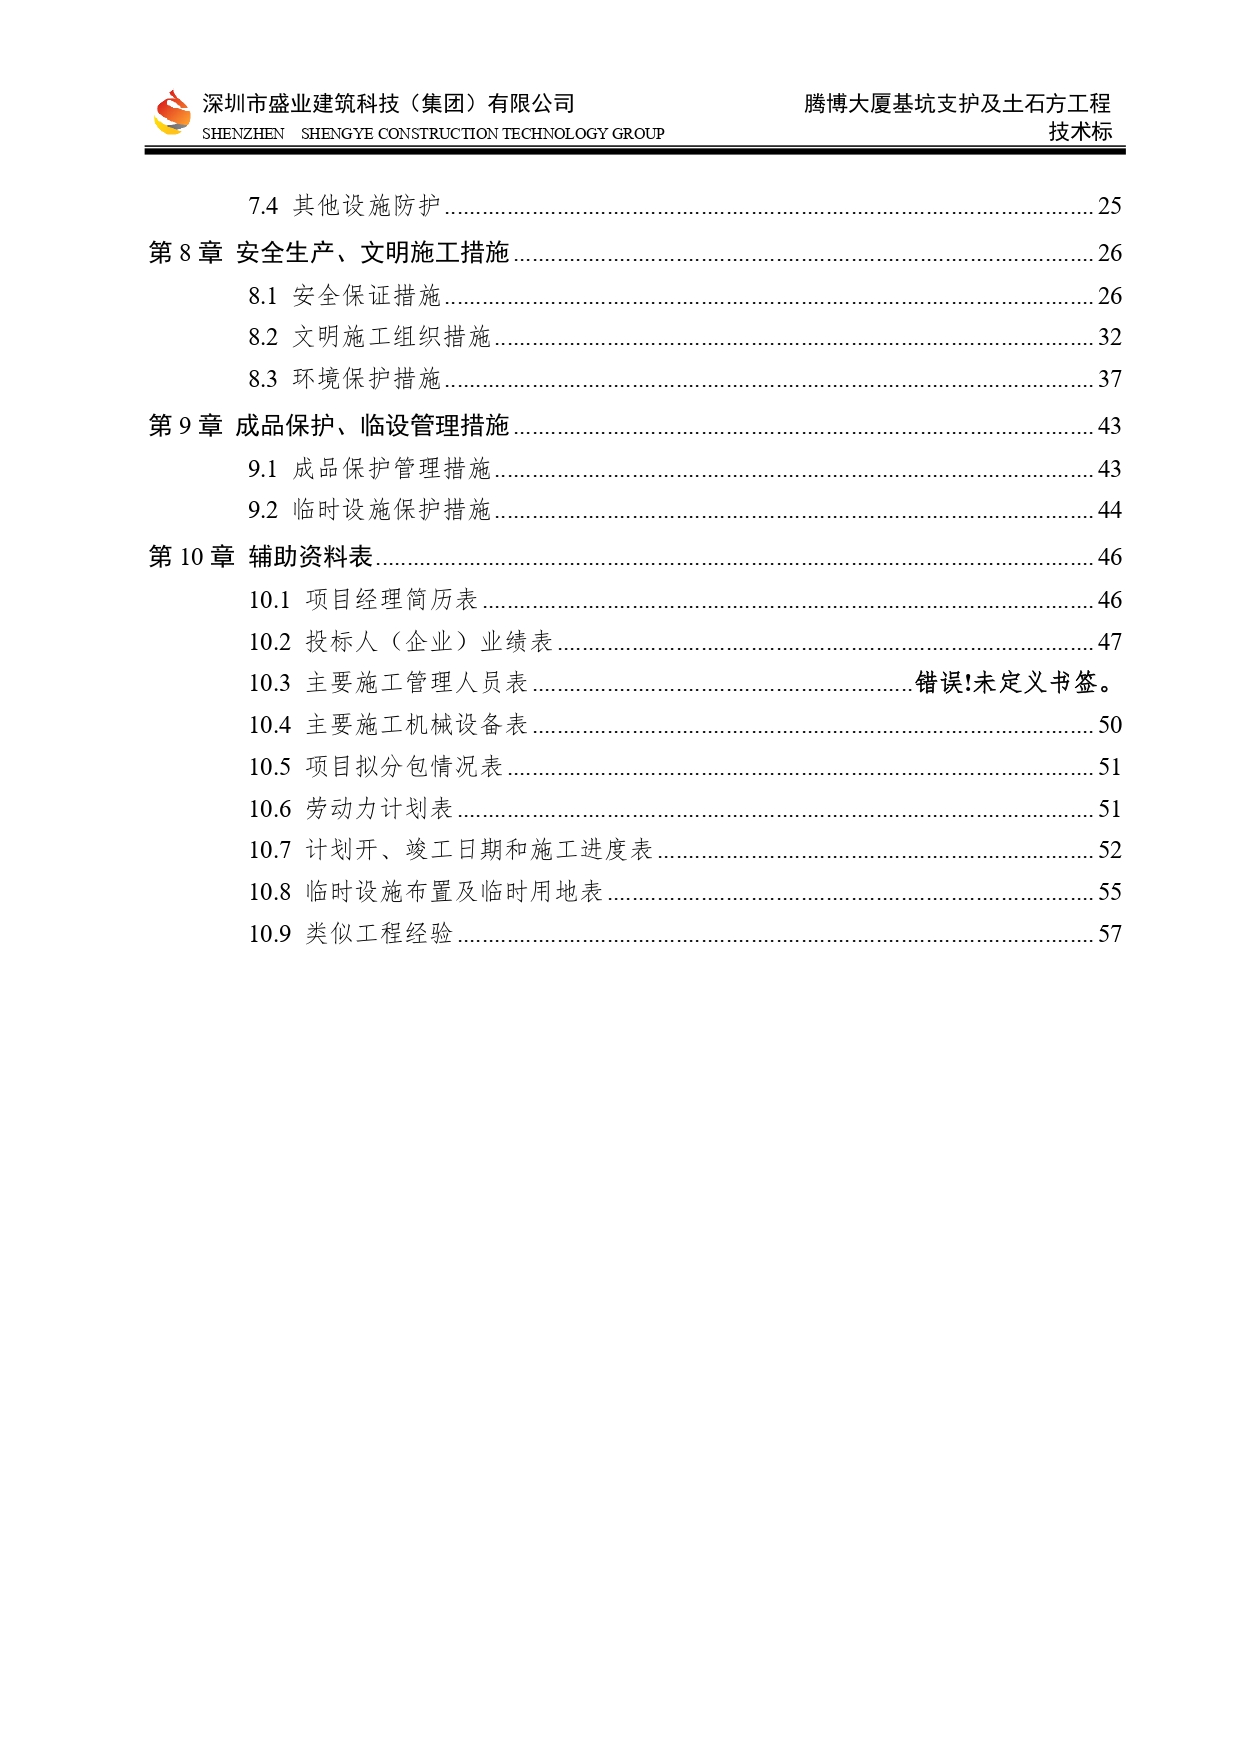 深圳市盛业建筑科技（集团）有限公司 腾博大厦基坑支护及土石方工程
SHENZHEN SHENGYE CONSTRUCTION TECHNOLOGY GROUP 技术标
7.4 其他设施防护 25
第 8 章 安全生产、文明施工措施 26
8.1 安全保证措施 26
8.2 文明施工组织措施 32
8.3 环境保护措施 37
第 9 章 成品保护、临设管理措施 43
9.1 成品保护管理措施 43
9.2 临时设施保护措施 44
第 10 章 辅助资料表 46
10.1 项目经理简历表 46
10.2 投标人（企业）业绩表 47
10.3 主要施工管理人员表 错误!未定义书签。
10.4 主要施工机械设备表 50
10.5 项目拟分包情况表 51
10.6 劳动力计划表 51
10.7 计划开、竣工日期和施工进度表 52
10.8 临时设施布置及临时用地表 55
10.9 类似工程经验 57